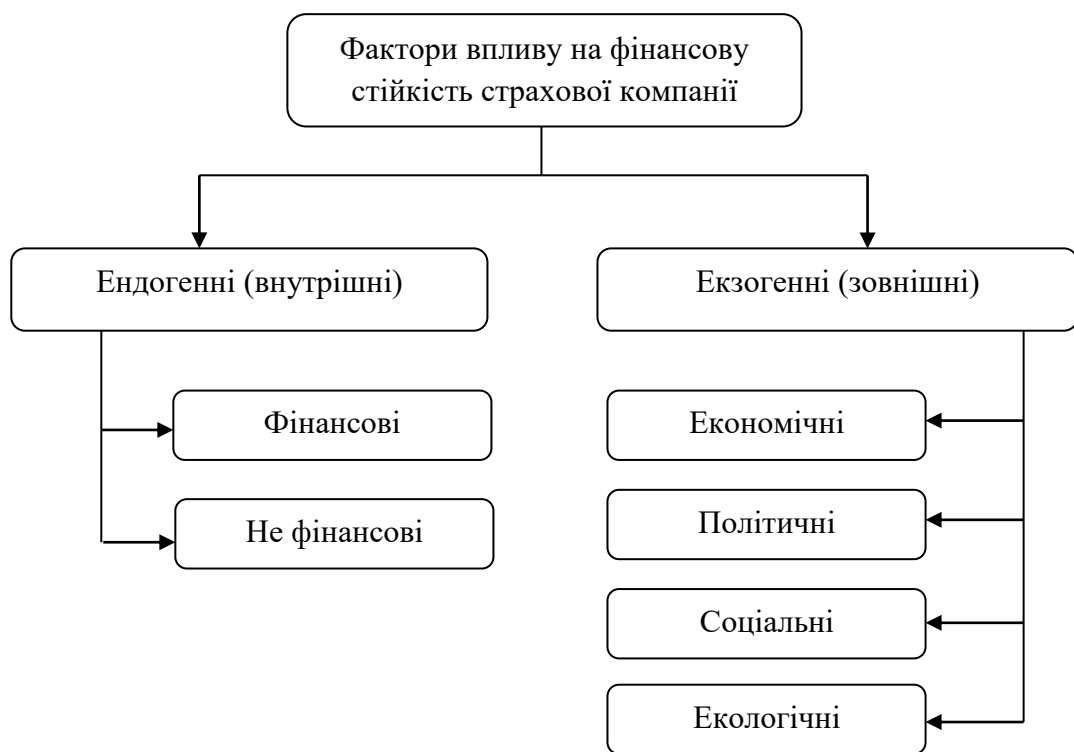 Фактори впливу на фінансову
стійкість страхової компанії
Ендогенні (внутрішні)
Екзогенні (зовнішні)
Фінансові
Не фінансові
Економічні
Політичні
Соціальні
Екологічні